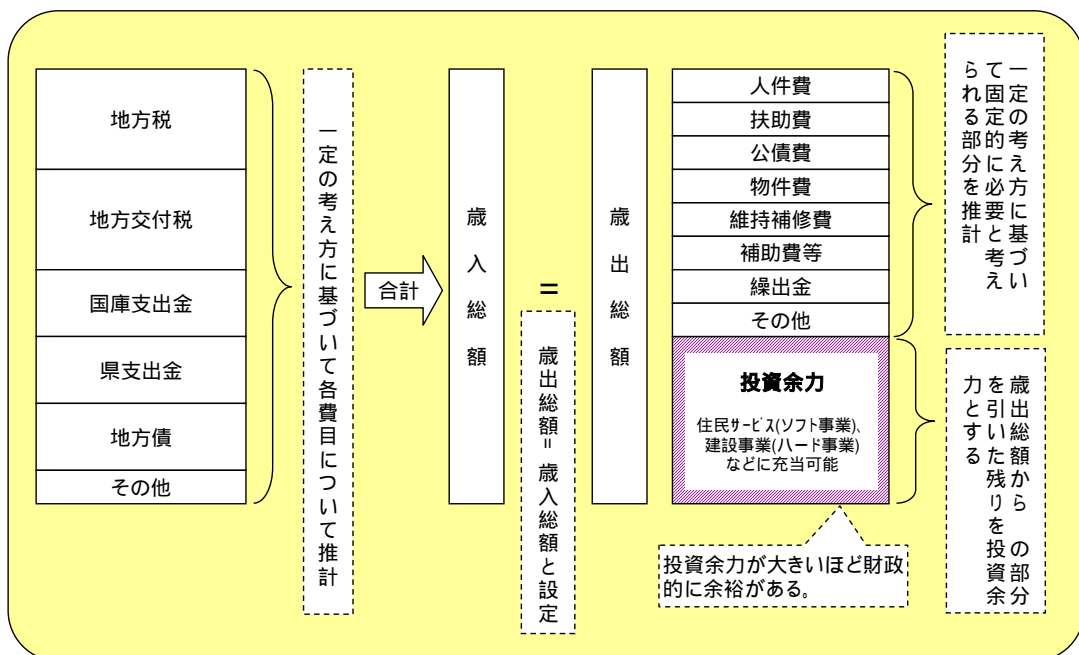 地方税
地方交付税
国庫支出金
県支出金
地方債
その他
一定の考え方に基づいて各費目について推計
合計
歳入総額
=
歳出総額=歳入総額と設定
歳出総額
人件費
扶助費
公債費
物件費
維持補修費
補助費等
繰出金
その他
投資余力
住民ｻｰﾋﾞｽ(ソフト事業)、
建設事業(ハード事業)
などに充当可能
一定の考え方に基づい
て固定的に必要と考え
られる部分を推計
歳出総額から の部分
を引いた残りを投資余
力とする
投資余力が大きいほど財政
的に余裕がある。